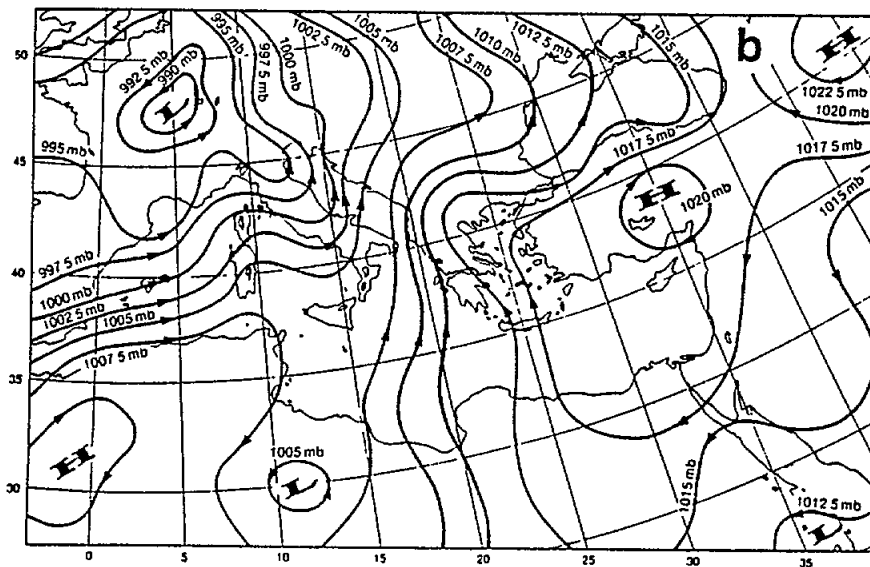 50
992 5 mb
990 mb
L
995 mb
997.5 mb
1000 mb
1002.5 mb
1005 mb
1007 5 mb
1010 mb
1012 5 mb
1015 mb
b
H
1022 5 mb
1020 mb
45
995 mb
1017 5 mb
1017.5 mb
H
1020 mb
1015 mb
40
997 5 mb
1000 mb
1002 5 mb
1005 mb
1007 5 mb
35
H
1005 mb
L
30
1015 mb
1012 5 mb
L
0
5
10
15
20
25
30
35